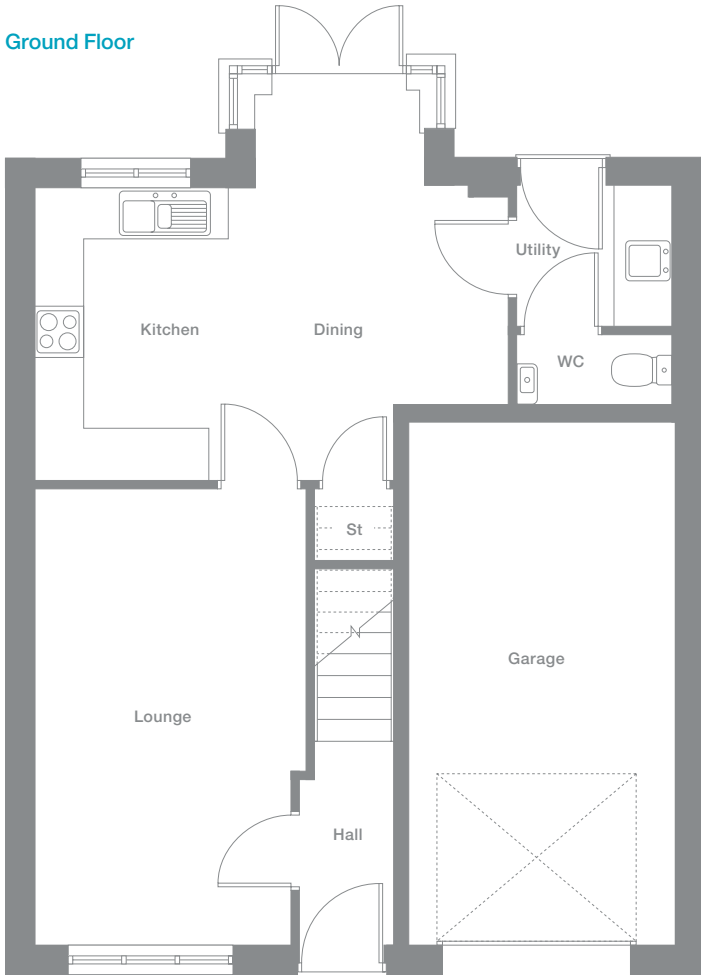 Ground Floor
Utility
Kitchen
Dining
WC
St
Garage
Lounge
Hall